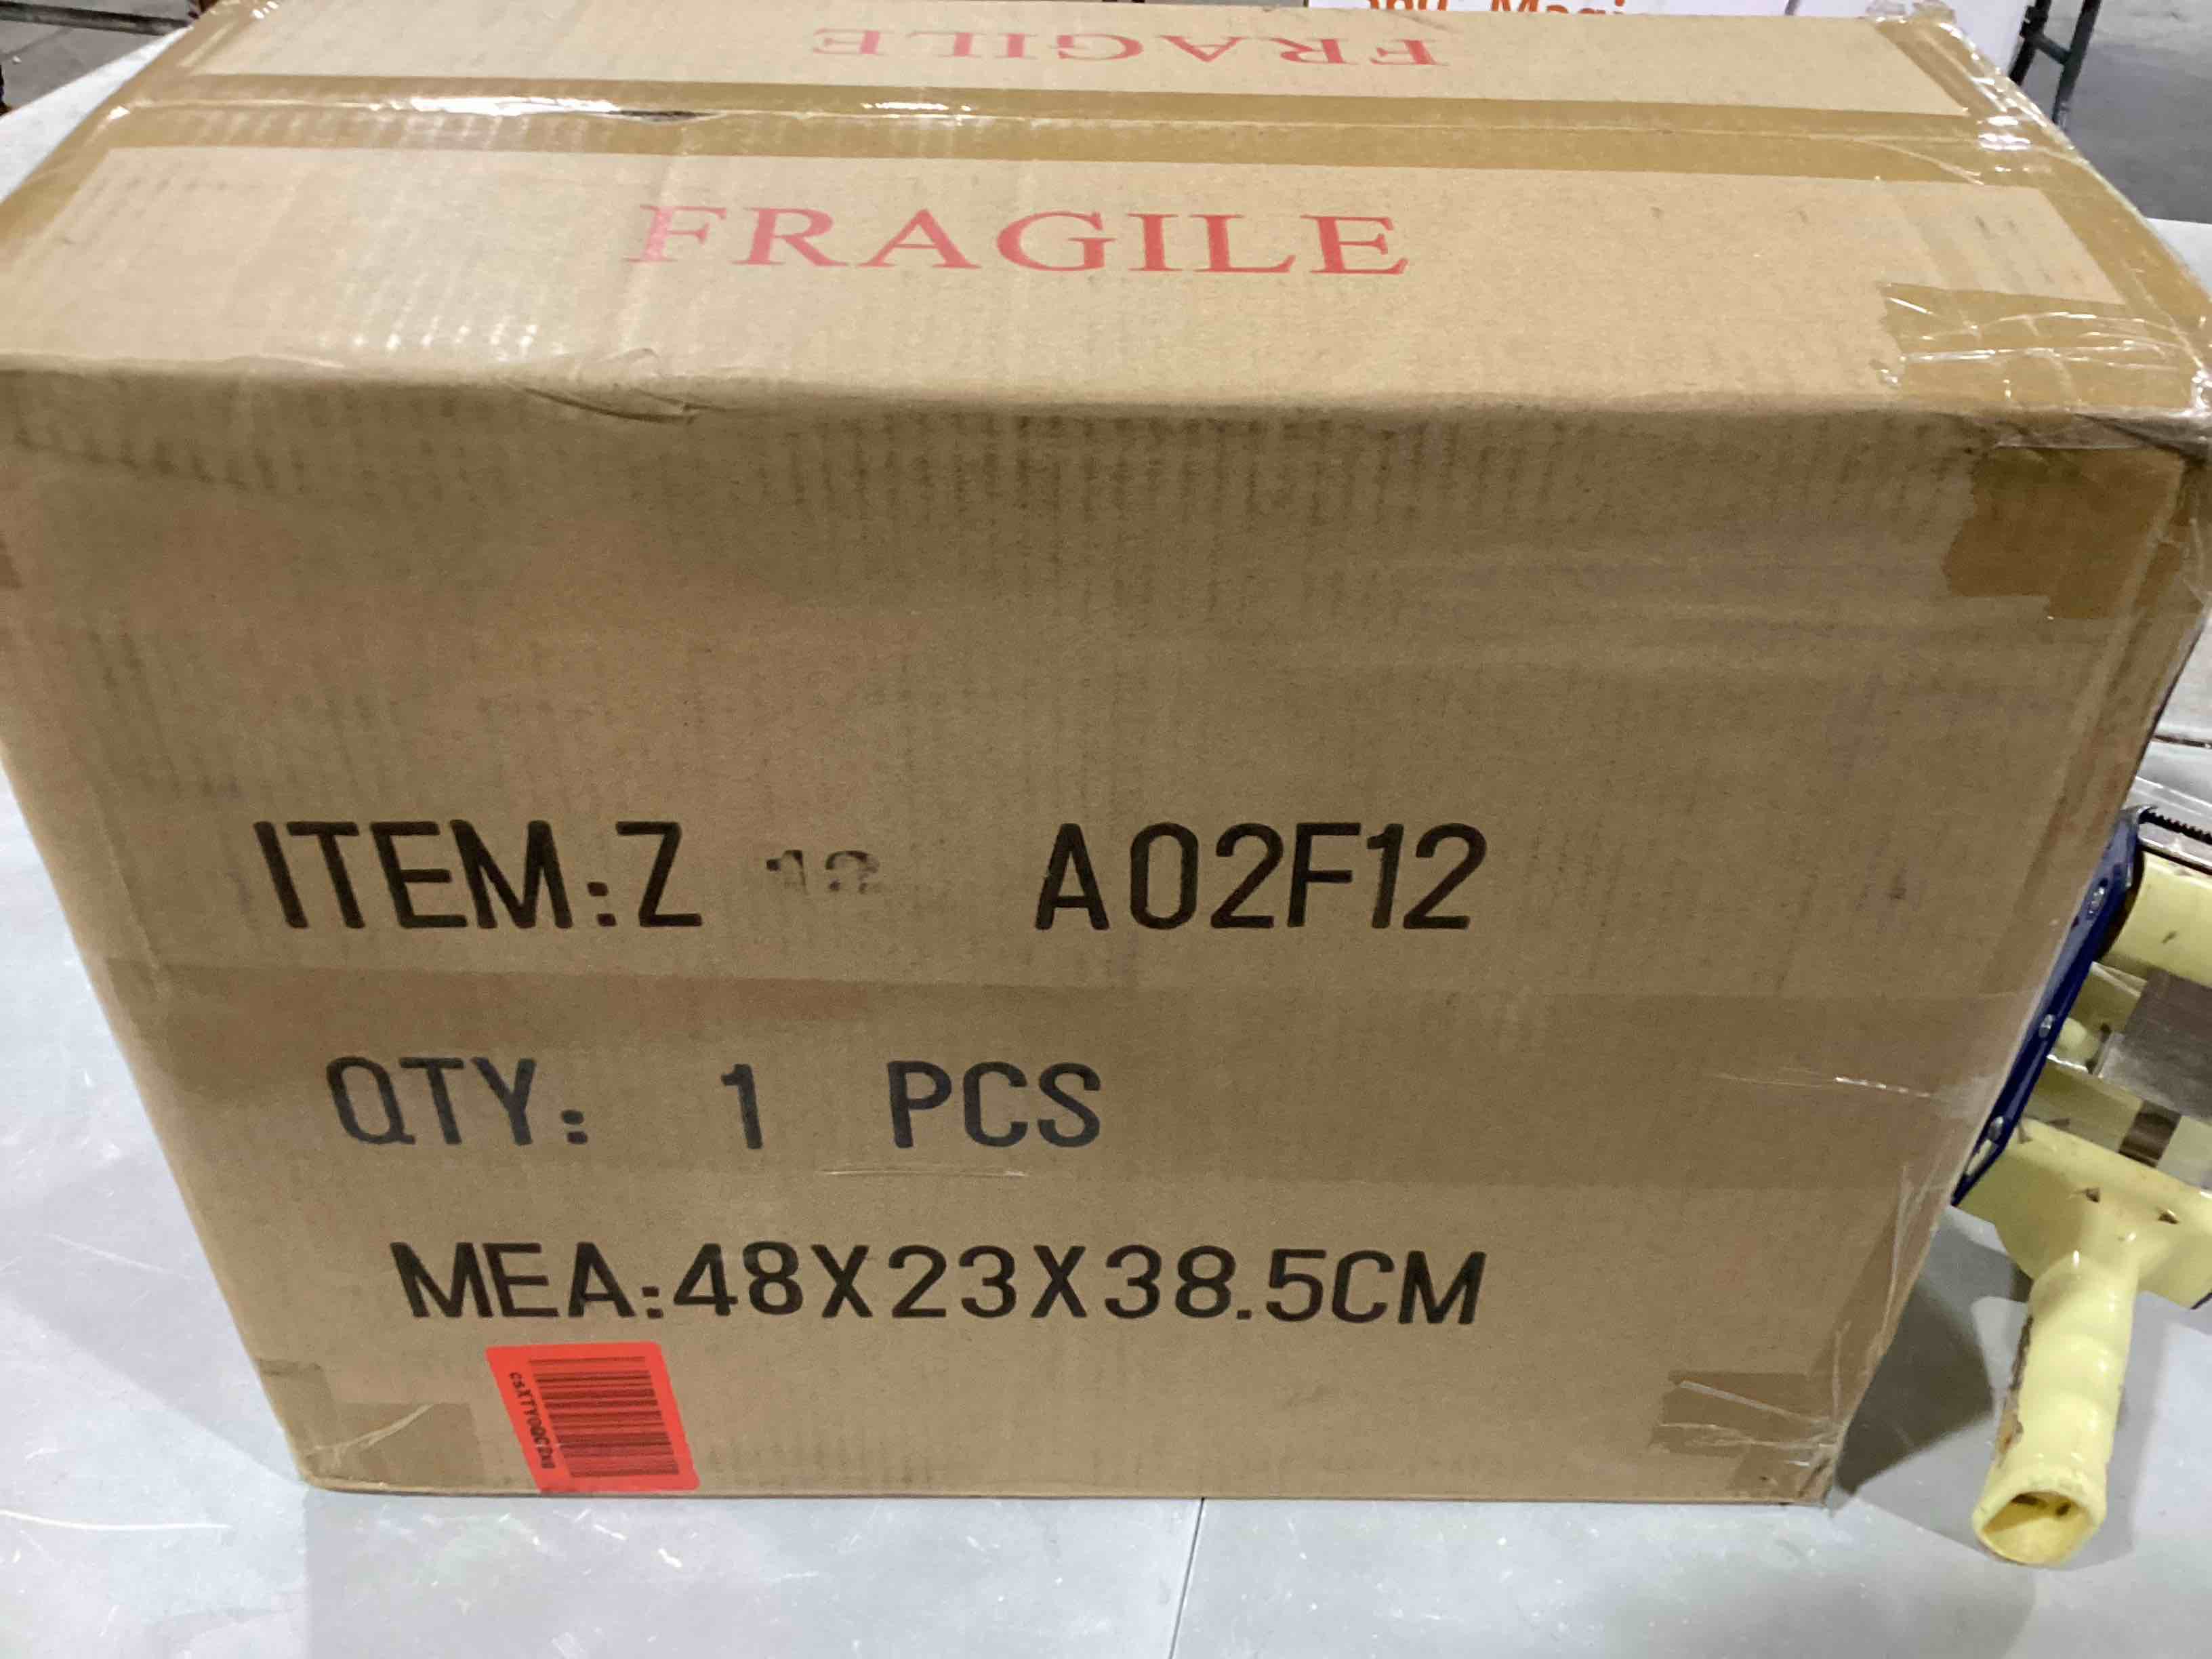 FRAGILE
FRAGILE
ITEM:Z A02F12
QTY: 1 PCS
MEA:48X23X38.5CM